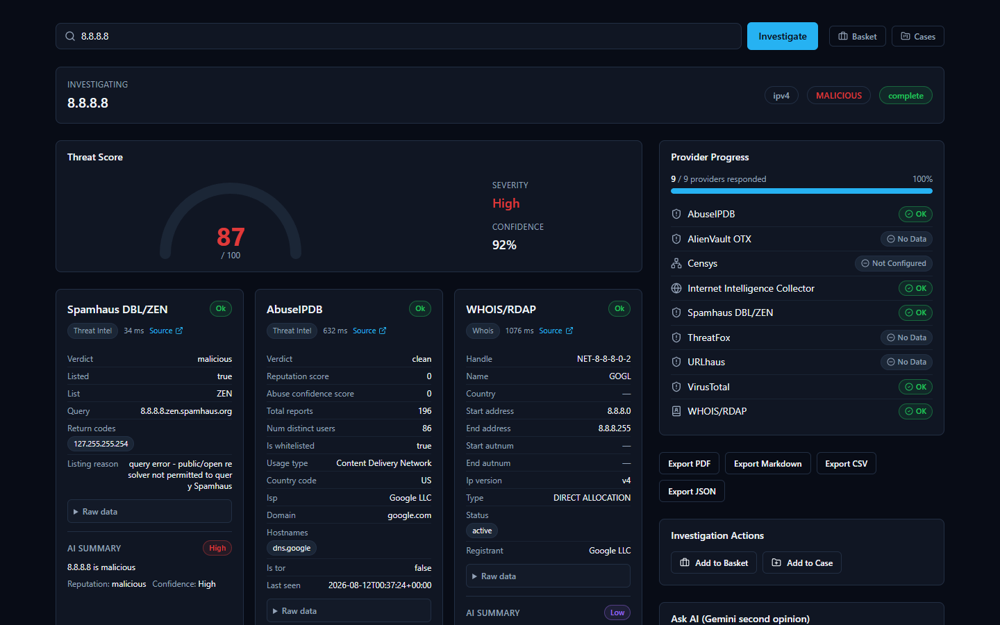 8.8.8.8
Investigate
Basket
Cases
INVESTIGATING
8.8.8.8
ipv4
MALICIOUS
complete
Threat Score
87
/ 100
SEVERITY
High
CONFIDENCE
92%
Provider Progress
9 / 9 providers responded 100%
AbuseIPDB OK
AlienVault OTX No Data
Censys Not Configured
Internet Intelligence Collector OK
Spamhaus DBL/ZEN OK
ThreatFox No Data
URLhaus No Data
VirusTotal OK
WHOIS/RDAP OK
Spamhaus DBL/ZEN Ok
Threat Intel 34 ms Source
Verdict malicious
Listed true
List ZEN
Query 8.8.8.8.zen.spamhaus.org
Return codes
127.255.255.254
Listing reason query error - public/open re
solver not permitted to quer
y Spamhaus
Raw data
AI SUMMARY High
8.8.8.8 is malicious
Reputation: malicious Confidence: High
AbuseIPDB Ok
Threat Intel 632 ms Source
Verdict clean
Reputation score 0
Abuse confidence score 0
Total reports 196
Num distinct users 86
Is whitelisted true
Usage type Content Delivery Network
Country code US
Isp Google LLC
Domain google.com
Hostnames
dns.google
Is tor false
Last seen 2026-08-12T00:37:24+00:00
Raw data
WHOIS/RDAP Ok
Whois 1076 ms Source
Handle NET-8-8-8-0-2
Name GOGL
Country —
Start address 8.8.8.0
End address 8.8.8.255
Start autnum —
End autnum —
Ip version v4
Type DIRECT ALLOCATION
Status
active
Registrant Google LLC
Raw data
AI SUMMARY Low
Export PDF
Export Markdown
Export CSV
Export JSON
Investigation Actions
Add to Basket
Add to Case
Ask AI (Gemini second opinion)